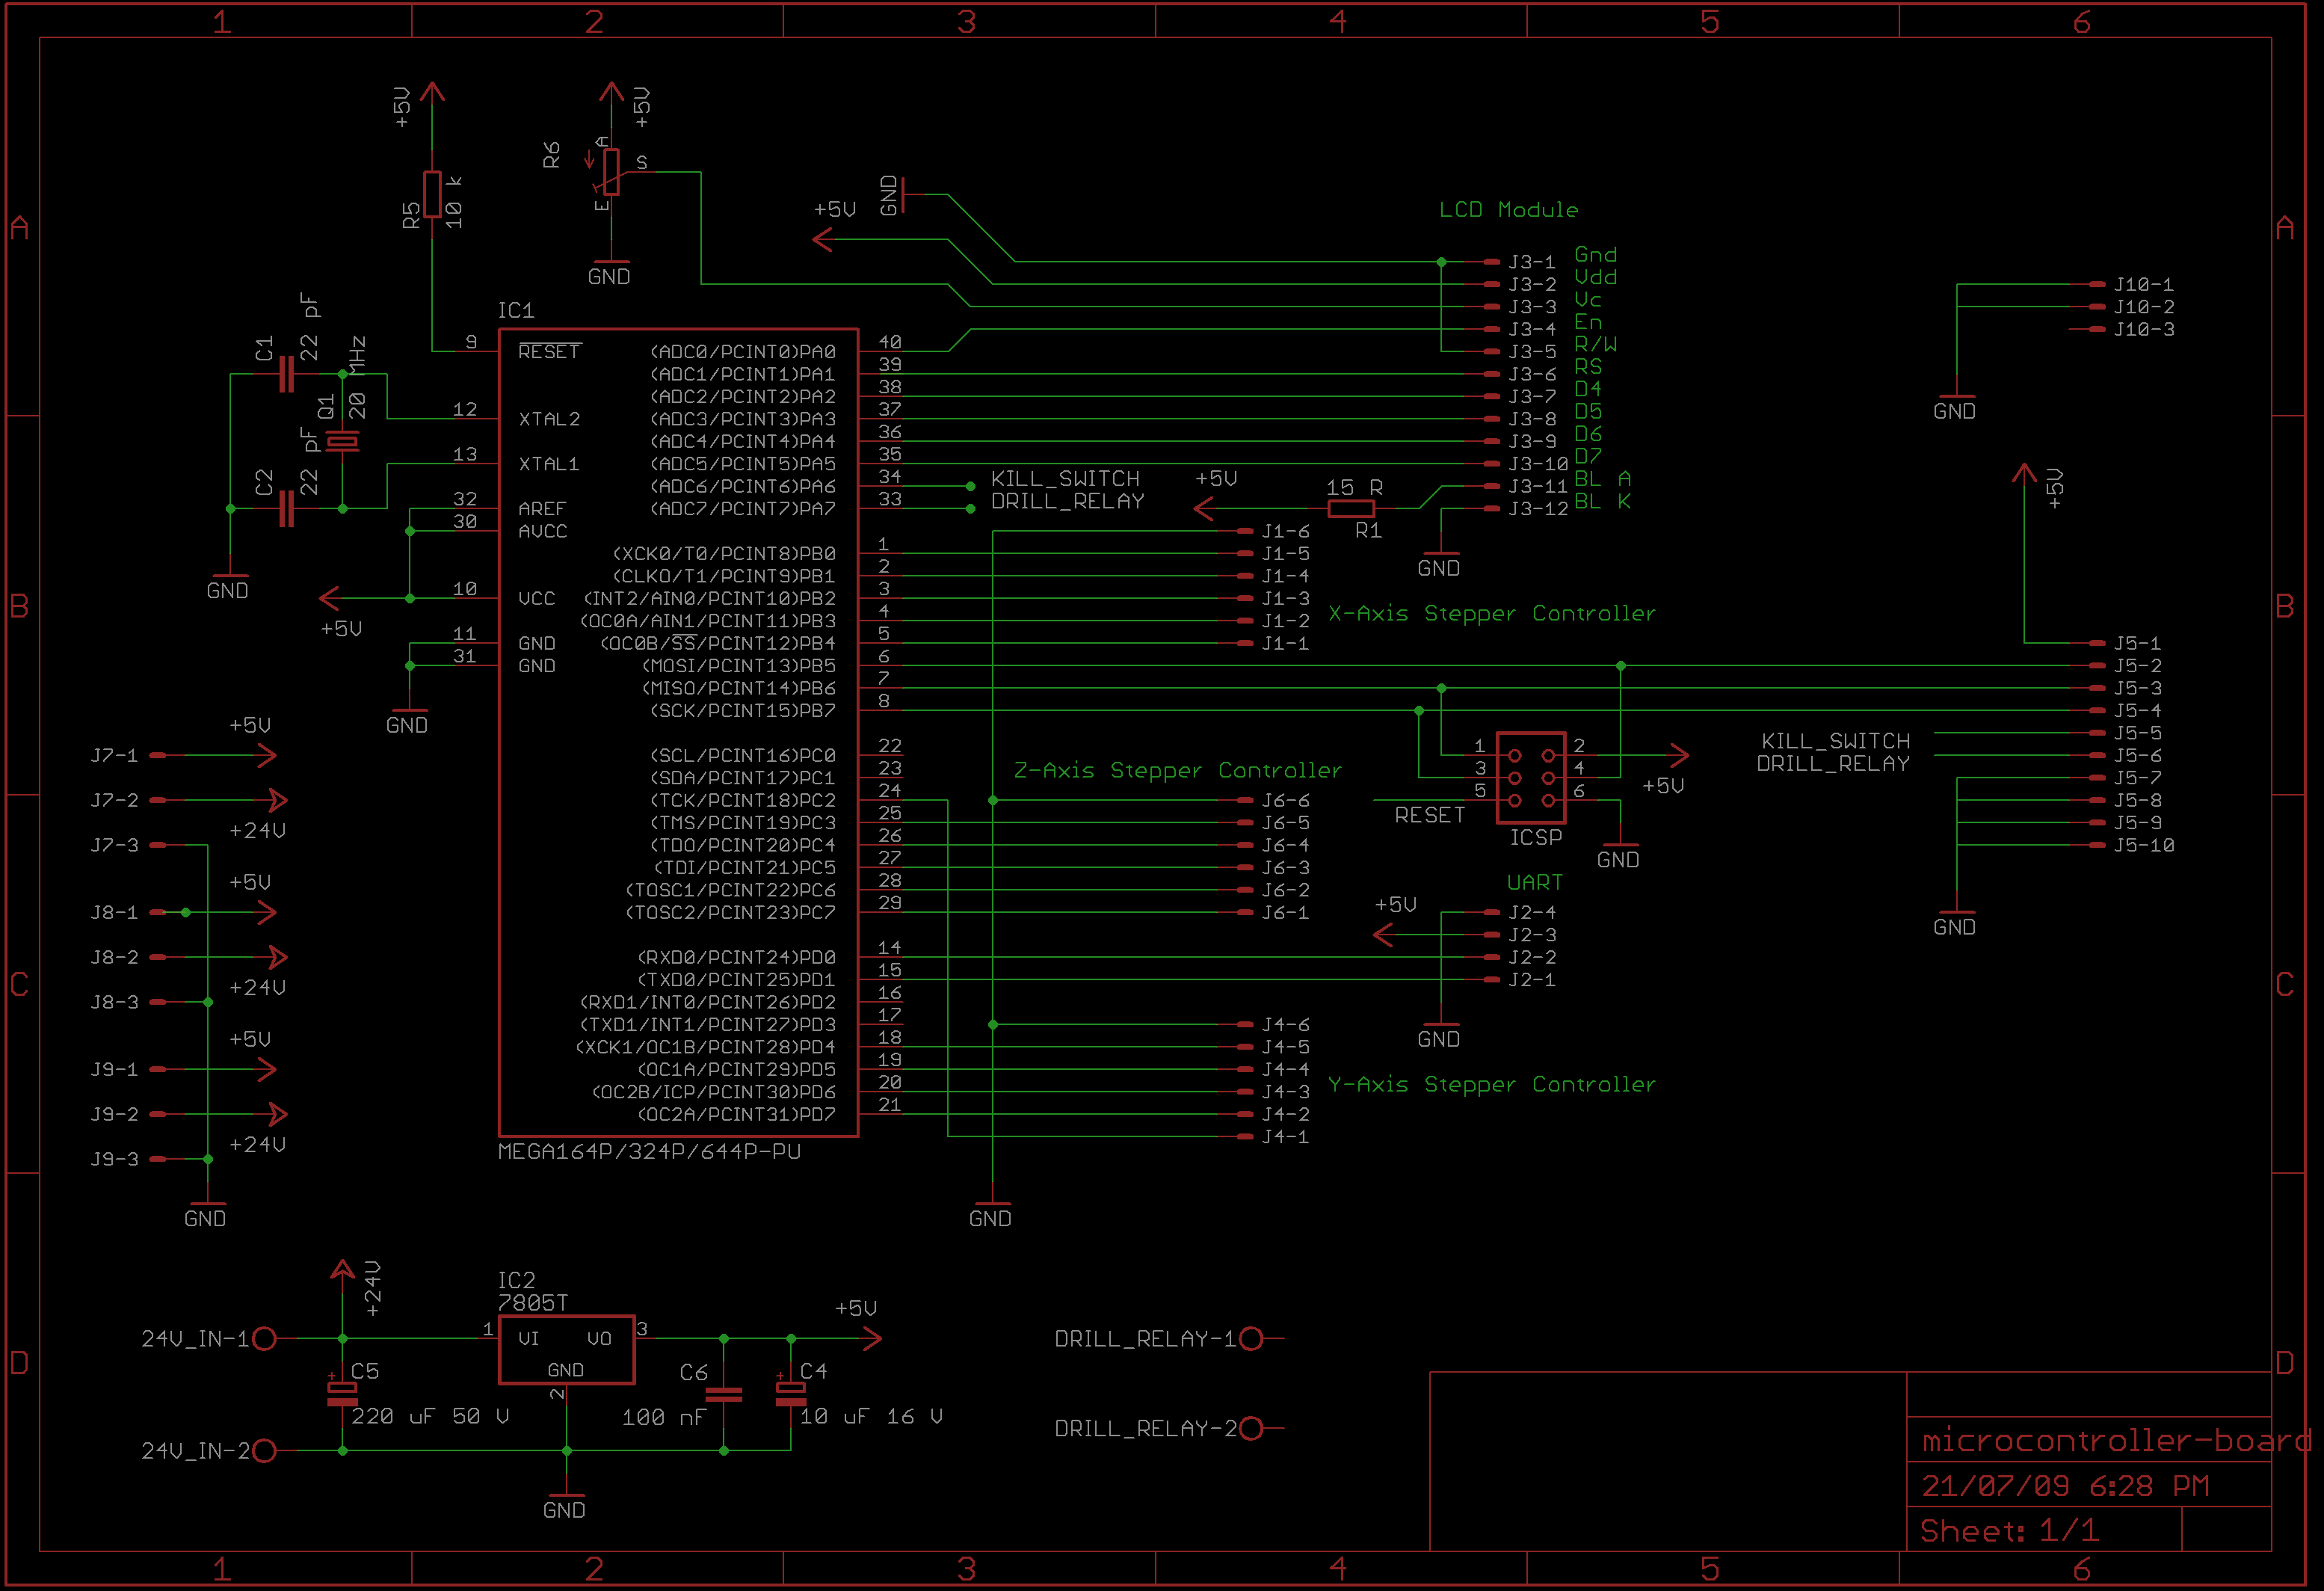 1 2 3 4 5 6
A
B
C
D
A
B
C
D
+5V
R5
10 k
+5V
R6
A
S
E
GND
C1
22 pF
Q1
20 MHz
C2
22 pF
GND
+5V
GND
IC1
9 RESET
12 XTAL2
13 XTAL1
32 AREF
30 AVCC
10 VCC
11 GND
31 GND
(ADC0/PCINT0)PA0 40
(ADC1/PCINT1)PA1 39
(ADC2/PCINT2)PA2 38
(ADC3/PCINT3)PA3 37
(ADC4/PCINT4)PA4 36
(ADC5/PCINT5)PA5 35
(ADC6/PCINT6)PA6 34
(ADC7/PCINT7)PA7 33
(XCK0/T0/PCINT8)PB0 1
(CLKO/T1/PCINT9)PB1 2
(INT2/AIN0/PCINT10)PB2 3
(OC0A/AIN1/PCINT11)PB3 4
(OC0B/SS/PCINT12)PB4 5
(MOSI/PCINT13)PB5 6
(MISO/PCINT14)PB6 7
(SCK/PCINT15)PB7 8
(SCL/PCINT16)PC0 22
(SDA/PCINT17)PC1 23
(TCK/PCINT18)PC2 24
(TMS/PCINT19)PC3 25
(TDO/PCINT20)PC4 26
(TDI/PCINT21)PC5 27
(TOSC1/PCINT22)PC6 28
(TOSC2/PCINT23)PC7 29
(RXD0/PCINT24)PD0 14
(TXD0/PCINT25)PD1 15
(RXD1/INT0/PCINT26)PD2 16
(TXD1/INT1/PCINT27)PD3 17
(XCK1/OC1B/PCINT28)PD4 18
(OC1A/PCINT29)PD5 19
(OC2B/ICP/PCINT30)PD6 20
(OC2A/PCINT31)PD7 21
MEGA164P/324P/644P-PU
GND
+5V
LCD Module
J3-1 Gnd
J3-2 Vdd
J3-3 Vc
J3-4 En
J3-5 R/W
J3-6 RS
J3-7 D4
J3-8 D5
J3-9 D6
J3-10 D7
J3-11 BL A
J3-12 BL K
KILL_SWITCH
DRILL_RELAY
+5V
15 R
R1
GND
J1-6
J1-5
J1-4
J1-3
J1-2
J1-1
X-Axis Stepper Controller
Z-Axis Stepper Controller
J6-6
J6-5
J6-4
J6-3
J6-2
J6-1
1 2
3 4
5 6
RESET
ICSP
+5V
GND
UART
+5V
J2-4
J2-3
J2-2
J2-1
GND
J4-6
J4-5
J4-4
J4-3
J4-2
J4-1
Y-Axis Stepper Controller
GND
J10-1
J10-2
J10-3
GND
+5V
J5-1
J5-2
J5-3
J5-4
J5-5
J5-6
J5-7
J5-8
J5-9
J5-10
KILL_SWITCH
DRILL_RELAY
GND
J7-1 +5V
J7-2 +24V
J7-3
J8-1 +5V
J8-2 +24V
J8-3
J9-1 +5V
J9-2 +24V
J9-3
GND
+24V
24V_IN-1
24V_IN-2
C5
220 uF 50 V
IC2
7805T
1 VI VO 3
GND
2
GND
C6
100 nF
C4
10 uF 16 V
+5V
DRILL_RELAY-1
DRILL_RELAY-2
microcontroller-board
21/07/09 6:28 PM
Sheet: 1/1
1 2 3 4 5 6